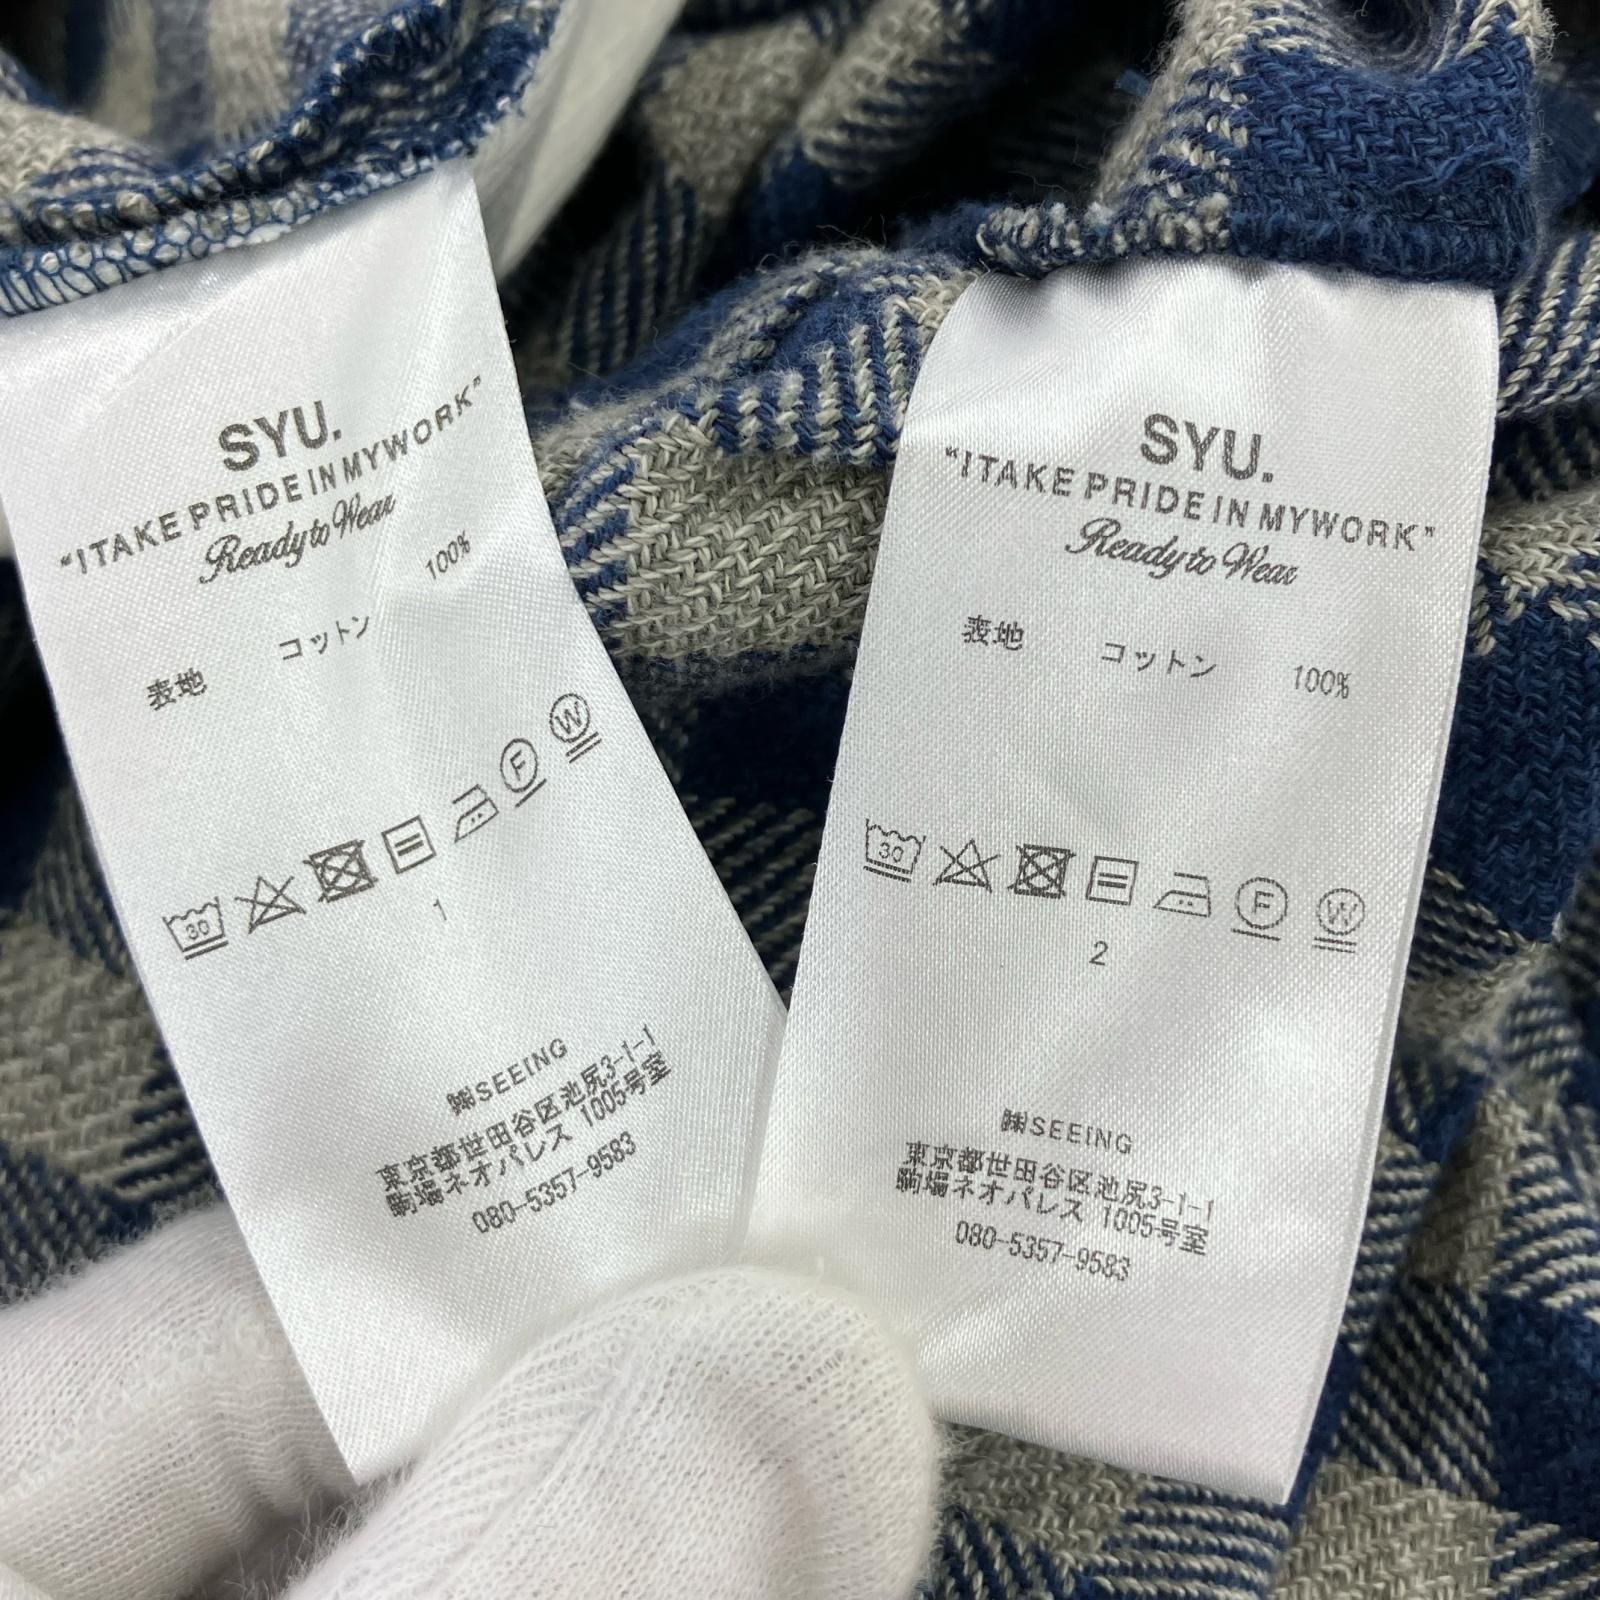 SYU.
"ITAKE PRIDE IN MYWORK"
Ready to Wear
表地 コットン 100%
30 F W
1
㈱SEEING
東京都世田谷区池尻3-1-1
駒場ネオパレス 1005号室
080-5357-9583
SYU.
"ITAKE PRIDE IN MYWORK"
Ready to Wear
表地 コットン 100%
30 F W
2
㈱SEEING
東京都世田谷区池尻3-1-1
駒場ネオパレス 1005号室
080-5357-9583